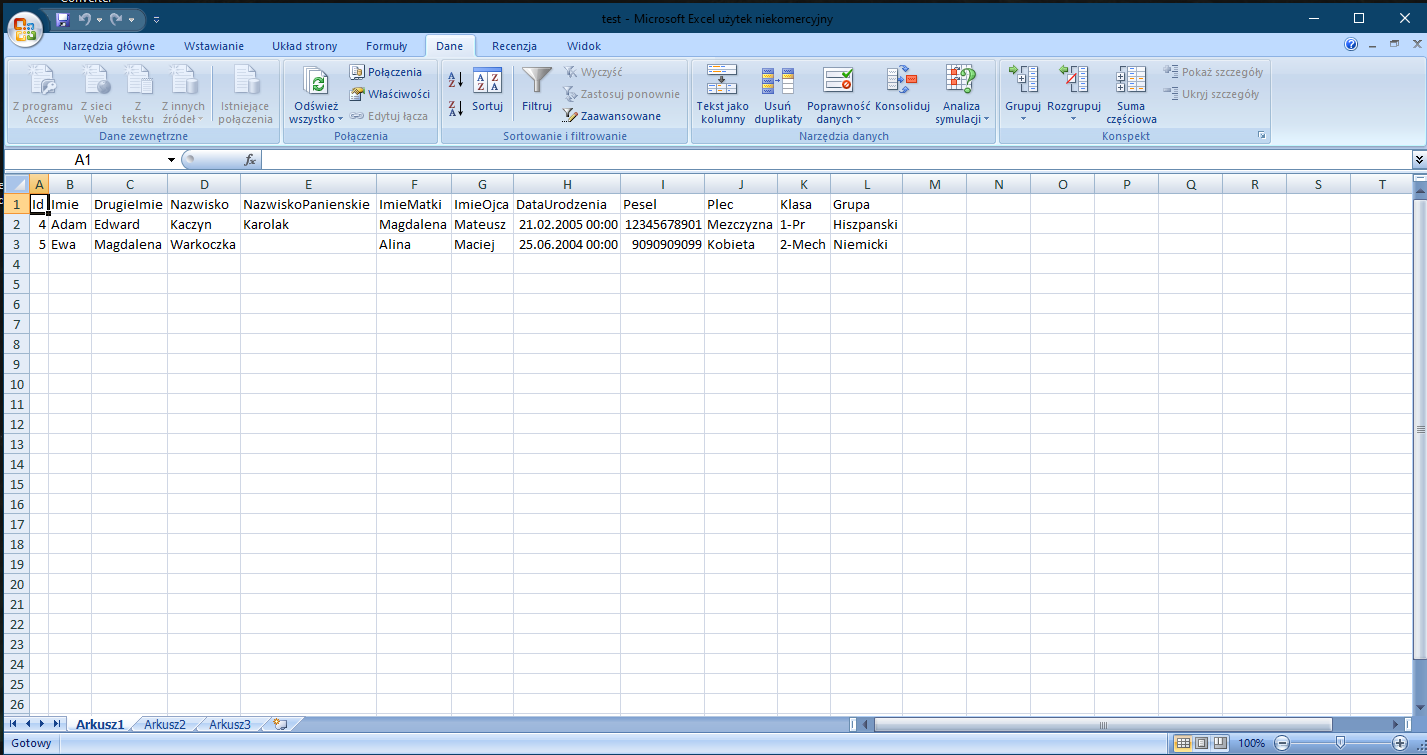 Converter
test - Microsoft Excel użytek niekomercyjny
Narzędzia główne Wstawianie Układ strony Formuły Dane Recenzja Widok
Z programu Access Z sieci Web Z tekstu Z innych źródeł Istniejące połączenia
Dane zewnętrzne
Odśwież wszystko Połączenia Właściwości Edytuj łącza
Połączenia
Sortuj Filtruj Wyczyść Zastosuj ponownie Zaawansowane
Sortowanie i filtrowanie
Tekst jako kolumny Usuń duplikaty Poprawność danych Konsoliduj Analiza symulacji
Narzędzia danych
Grupuj Rozgrupuj Suma częściowa Pokaż szczegóły Ukryj szczegóły
Konspekt
A1 fx
A B C D E F G H I J K L M N O P Q R S T
1 Id Imie DrugieImie Nazwisko NazwiskoPanienskie ImieMatki ImieOjca DataUrodzenia Pesel Plec Klasa Grupa
2 4 Adam Edward Kaczyn Karolak Magdalena Mateusz 21.02.2005 00:00 12345678901 Mezczyzna 1-Pr Hiszpanski
3 5 Ewa Magdalena Warkoczka Alina Maciej 25.06.2004 00:00 9090909099 Kobieta 2-Mech Niemicki
4
5
6
7
8
9
10
11
12
13
14
15
16
17
18
19
20
21
22
23
24
25
26
Arkusz1 Arkusz2 Arkusz3
Gotowy 100%